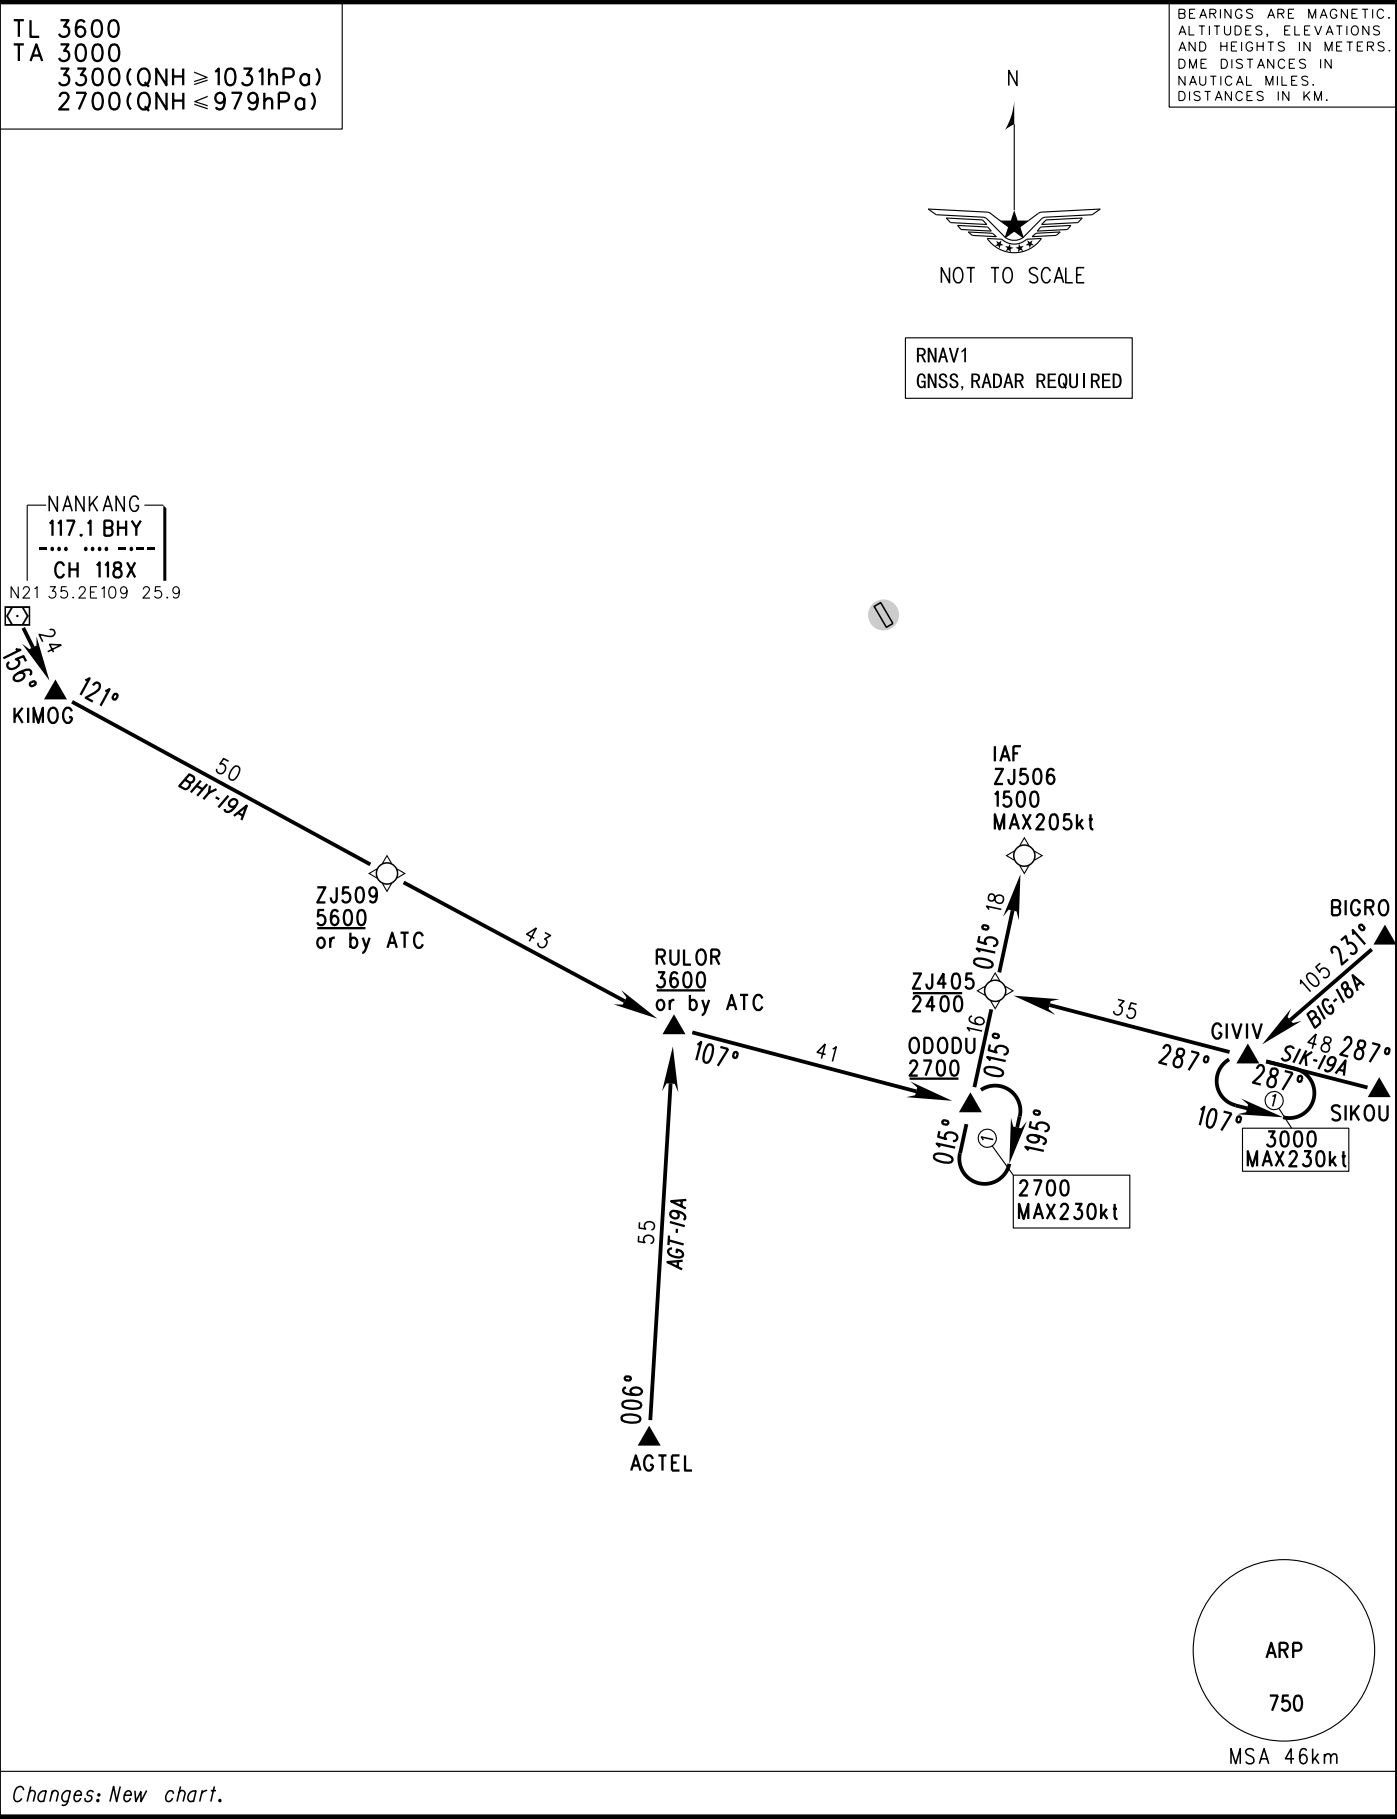 TL 3600
TA 3000
3300(QNH ≥1031hPa)
2700(QNH ≤979hPa)
BEARINGS ARE MAGNETIC.
ALTITUDES, ELEVATIONS
AND HEIGHTS IN METERS.
DME DISTANCES IN
NAUTICAL MILES.
DISTANCES IN KM.
N
NOT TO SCALE
RNAV1
GNSS, RADAR REQUIRED
NANKANG
117.1 BHY
CH 118X
N21 35.2E109 25.9
24
156°
KIMOG
121°
50
BHY-19A
ZJ509
5600
or by ATC
43
RULOR
3600
or by ATC
107°
41
IAF
ZJ506
1500
MAX205kt
18
015°
ZJ405
2400
16
015°
ODODU
2700
015°
195°
1
2700
MAX230kt
35
287°
GIVIV
BIGRO
231°
105
BIG-18A
48 287°
SIK-19A
287°
107°
1
SIKOU
3000
MAX230kt
55
AGT-19A
006°
AGTEL
ARP
750
MSA 46km
Changes: New chart.